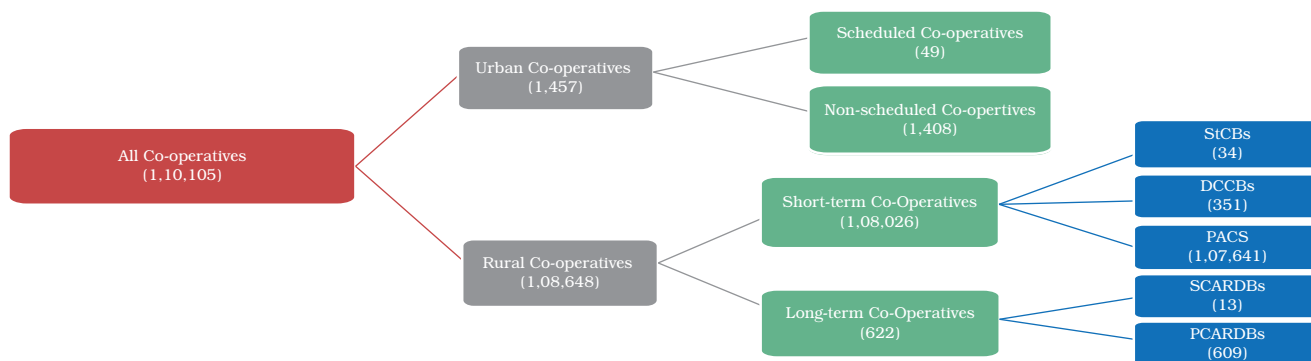 All Co-operatives
(1,10,105)
Urban Co-operatives
(1,457)
Rural Co-operatives
(1,08,648)
Scheduled Co-operatives
(49)
Non-scheduled Co-opertives
(1,408)
Short-term Co-Operatives
(1,08,026)
Long-term Co-Operatives
(622)
StCBs
(34)
DCCBs
(351)
PACS
(1,07,641)
SCARDBs
(13)
PCARDBs
(609)